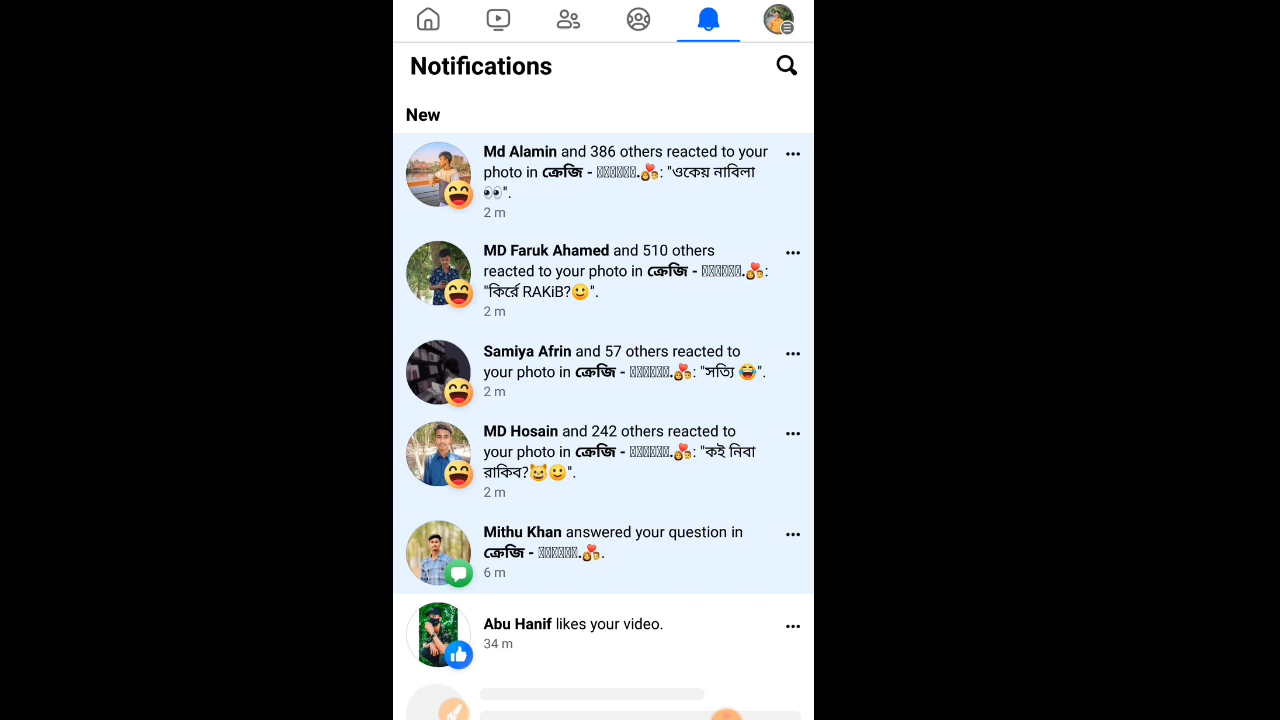 Notifications
New
Md Alamin and 386 others reacted to your
photo in ক্রেজি - .💑: "ওকেয় নাবিলা
👀".
2 m
MD Faruk Ahamed and 510 others
reacted to your photo in ক্রেজি - .💑:
"কির্রে RAKiB?🙂".
2 m
Samiya Afrin and 57 others reacted to
your photo in ক্রেজি - .💑: "সত্যি 😂".
2 m
MD Hosain and 242 others reacted to
your photo in ক্রেজি - .💑: "কই নিবা
রাকিব?😹🙂".
2 m
Mithu Khan answered your question in
ক্রেজি - .💑.
6 m
Abu Hanif likes your video.
34 m